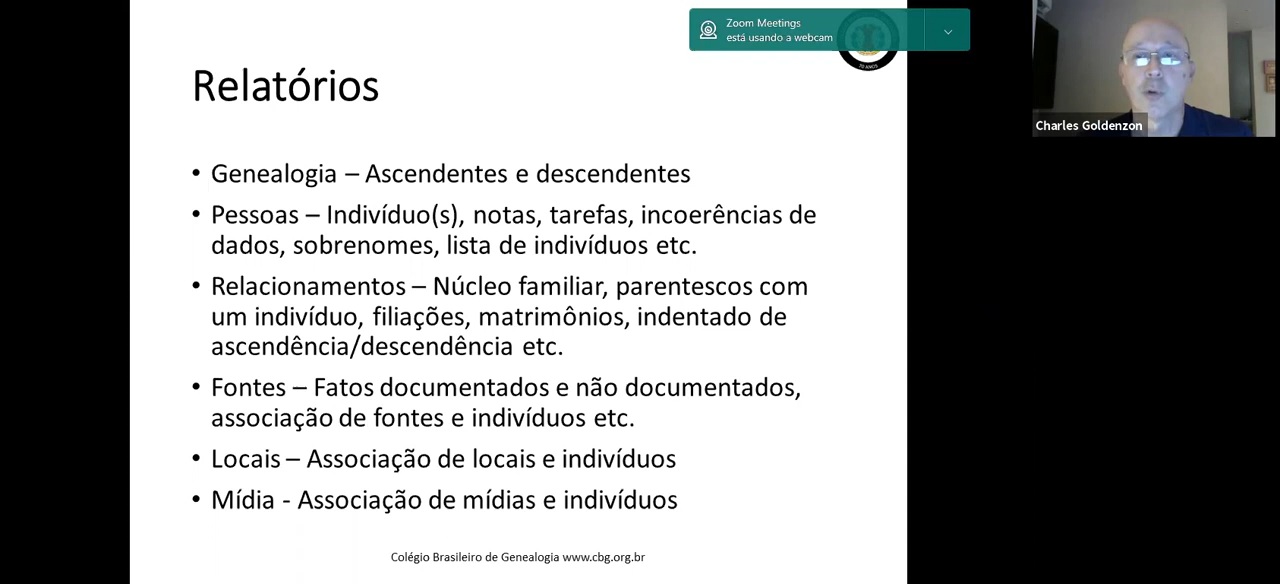 Zoom Meetings
está usando a webcam
70 ANOS
Relatórios
• Genealogia – Ascendentes e descendentes
• Pessoas – Indivíduo(s), notas, tarefas, incoerências de
dados, sobrenomes, lista de indivíduos etc.
• Relacionamentos – Núcleo familiar, parentescos com
um indivíduo, filiações, matrimônios, indentado de
ascendência/descendência etc.
• Fontes – Fatos documentados e não documentados,
associação de fontes e indivíduos etc.
• Locais – Associação de locais e indivíduos
• Mídia - Associação de mídias e indivíduos
Colégio Brasileiro de Genealogia www.cbg.org.br
Charles Goldenzon